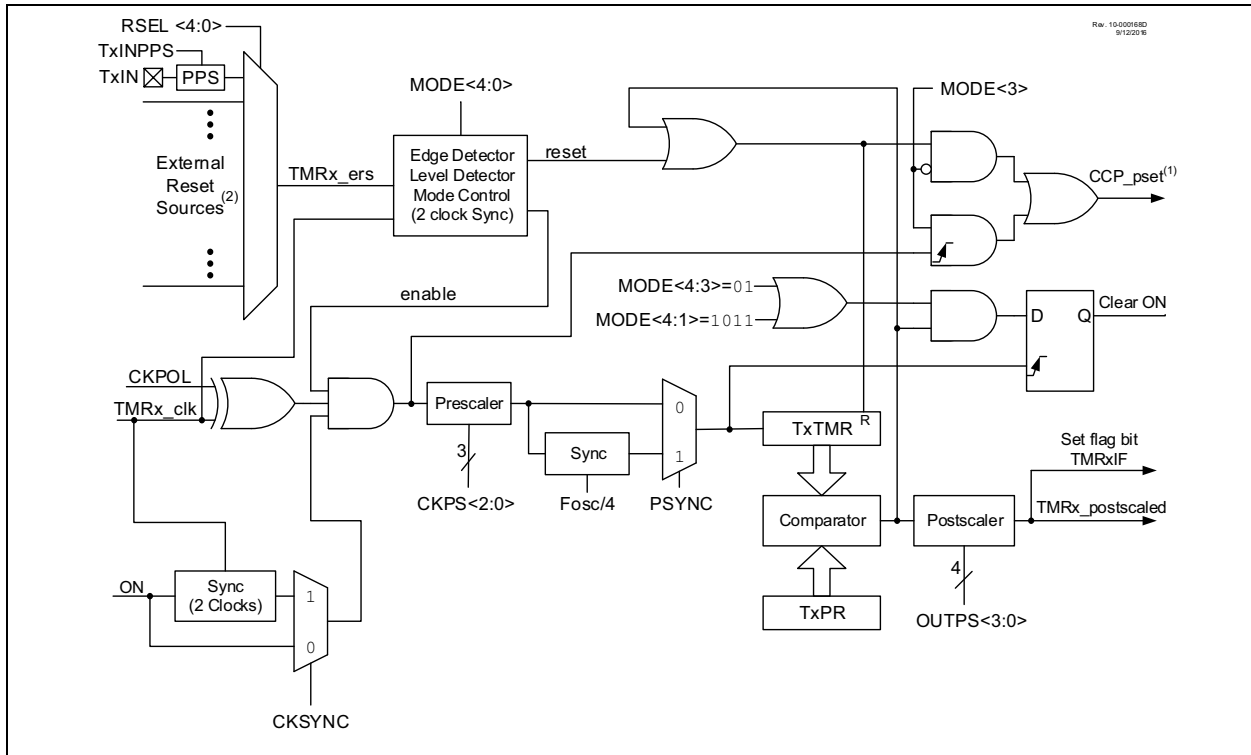 Rev. 10-000168D
9/12/2016
RSEL <4:0>
TxINPPS
TxIN
PPS
MODE<4:0>
MODE<3>
External
Reset
Sources(2)
TMRx_ers
Edge Detector
Level Detector
Mode Control
(2 clock Sync)
reset
CCP_pset(1)
enable
MODE<4:3>=01
MODE<4:1>=1011
D
Q
Clear ON
CKPOL
TMRx_clk
Prescaler
0
Sync
1
3
CKPS<2:0>
Fosc/4
PSYNC
TxTMR
R
Set flag bit
TMRxIF
Comparator
Postscaler
TMRx_postscaled
4
TxPR
OUTPS<3:0>
ON
Sync
(2 Clocks)
1
0
CKSYNC